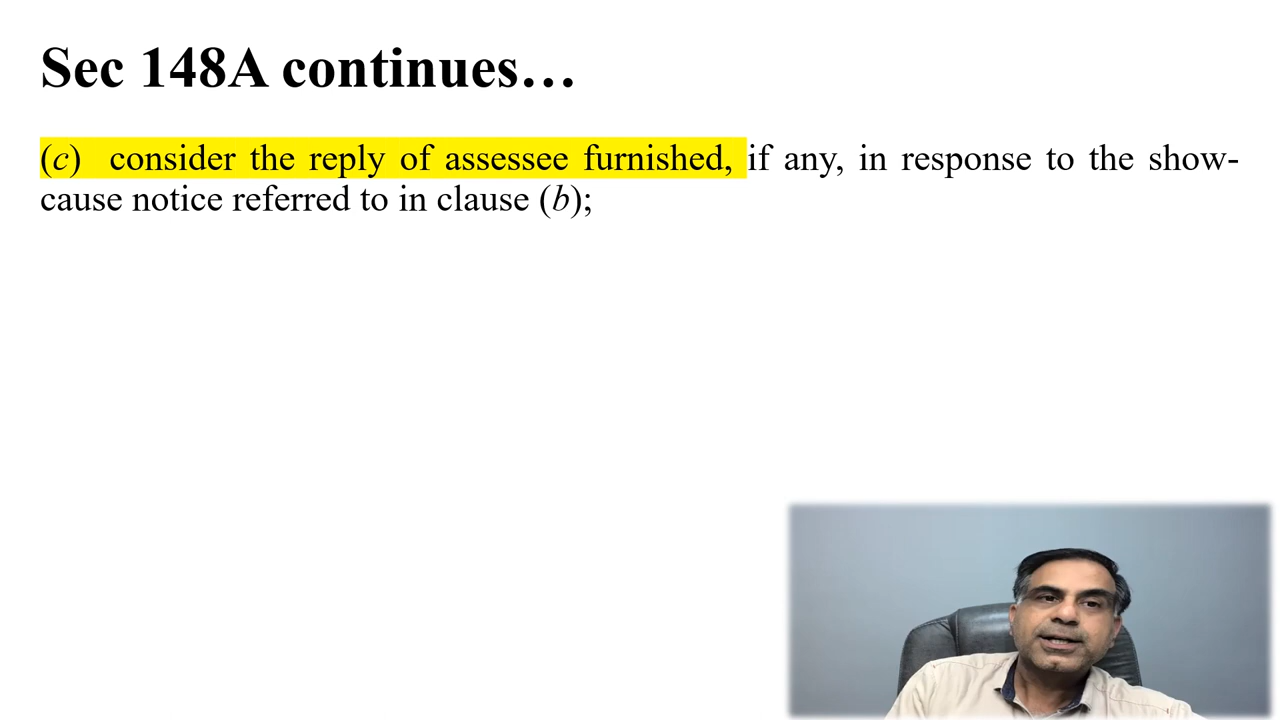 Sec 148A continues…
(c) consider the reply of assessee furnished, if any, in response to the show-
cause notice referred to in clause (b);